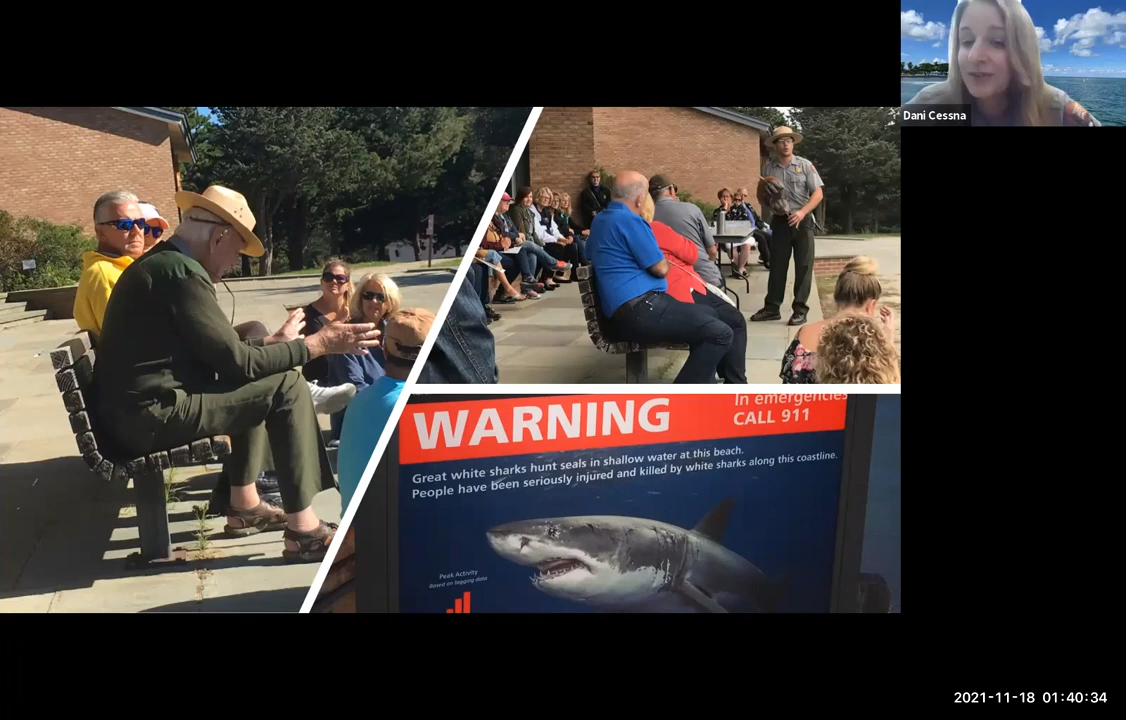 Dani Cessna
WARNING
In emergencies
CALL 911
Great white sharks hunt seals in shallow water at this beach.
People have been seriously injured and killed by white sharks along this coastline.
Peak Activity
Based on tagging data
2021-11-18 01:40:34